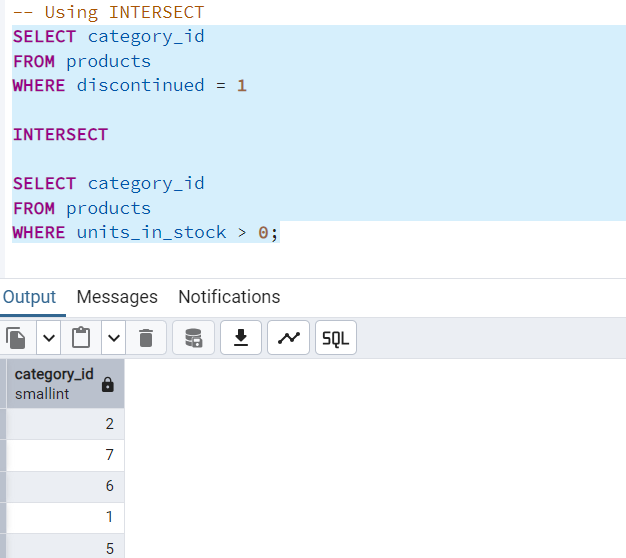 -- Using INTERSECT
SELECT category_id
FROM products
WHERE discontinued = 1
INTERSECT
SELECT category_id
FROM products
WHERE units_in_stock > 0;
Output Messages Notifications
SQL
category_id
smallint
2
7
6
1
5